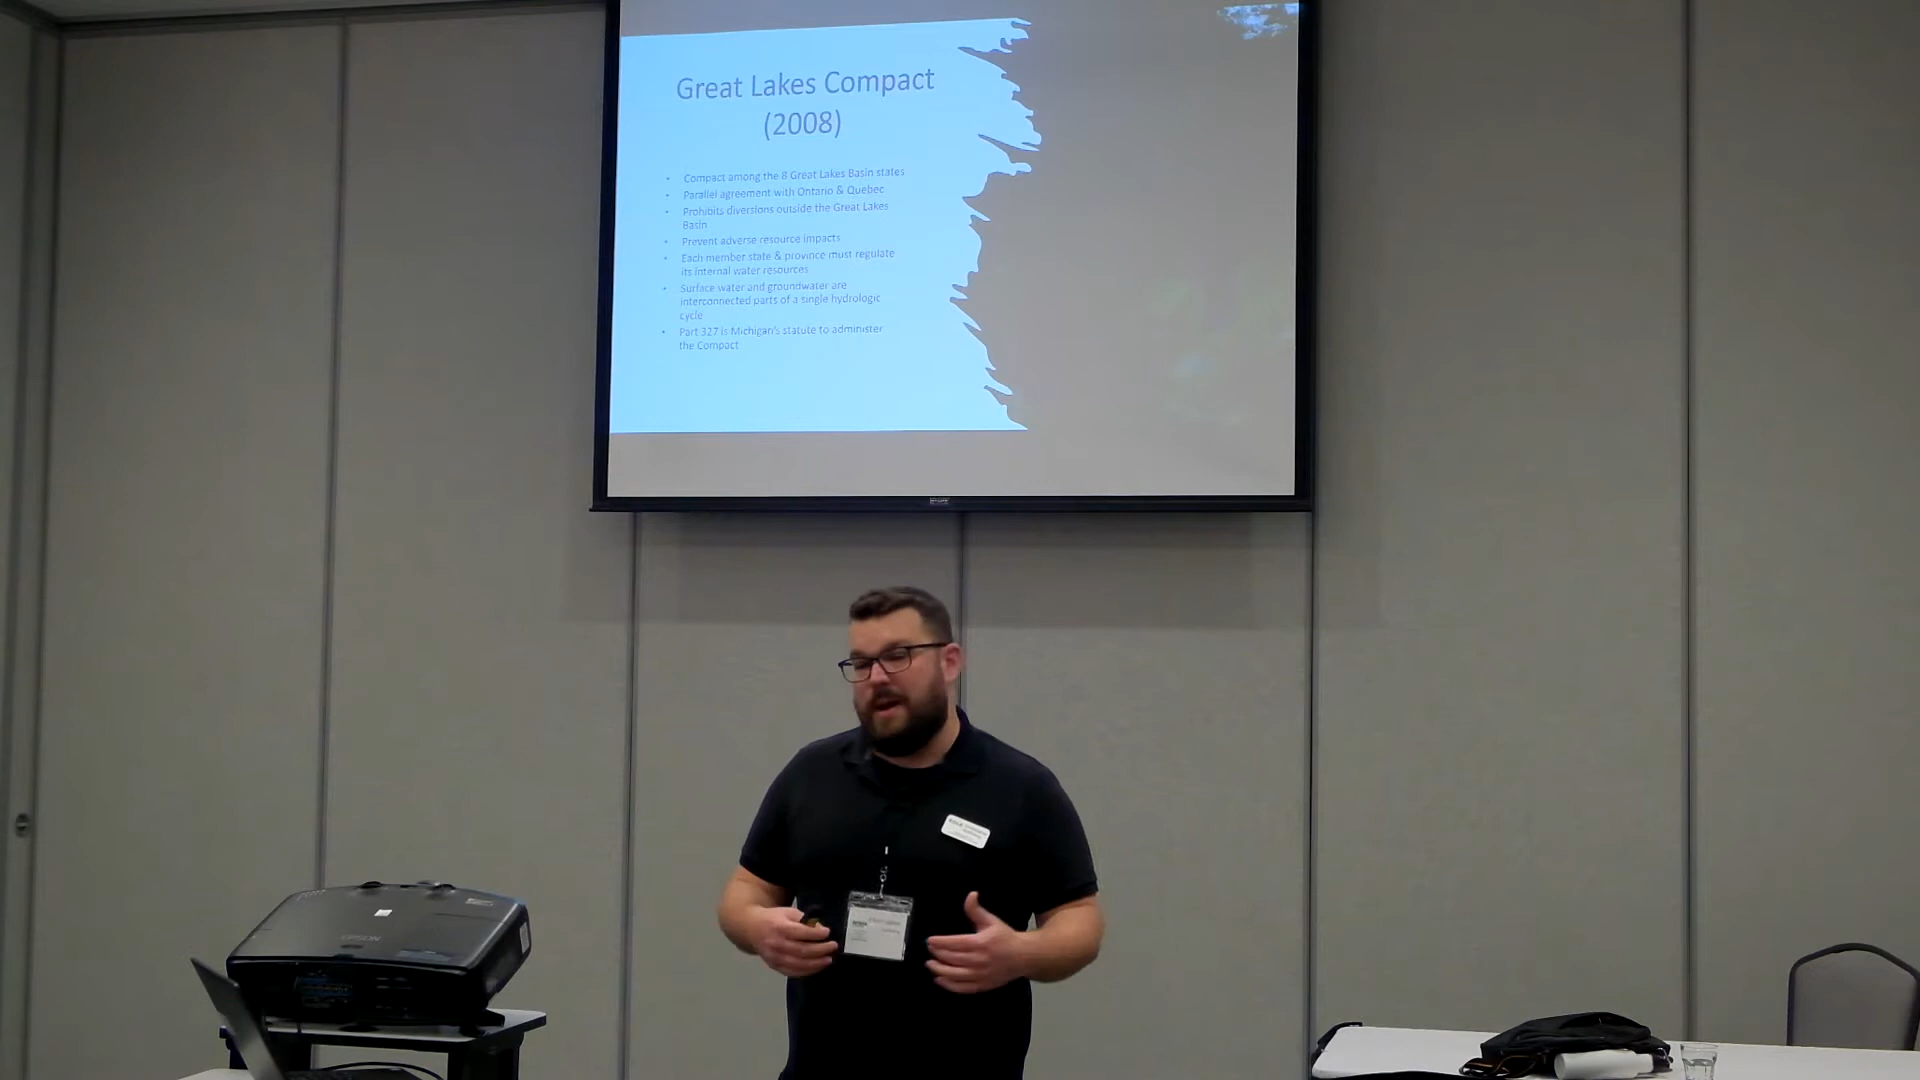 Great Lakes Compact
(2008)
• Compact among the 8 Great Lakes Basin states
• Parallel agreement with Ontario & Quebec
• Prohibits diversions outside the Great Lakes
Basin
• Prevent adverse resource impacts
• Each member state & province must regulate
its internal water resources
• Surface water and groundwater are
interconnected parts of a single hydrologic
cycle
• Part 327 is Michigan's statute to administer
the Compact
EPSON